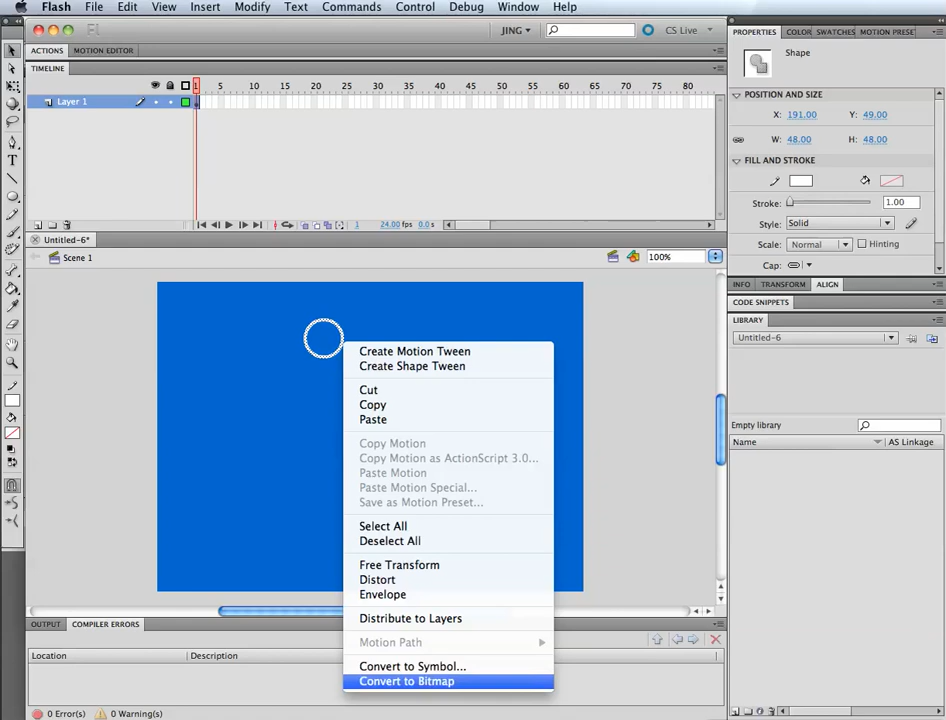 Flash File Edit View Insert Modify Text Commands Control Debug Window Help
JING CS Live
ACTIONS MOTION EDITOR
TIMELINE
1 5 10 15 20 25 30 35 40 45 50 55 60 65 70 75 80
Layer 1
1 24.00 fps 0.0 s
Untitled-6*
Scene 1 100%
Create Motion Tween
Create Shape Tween
Cut
Copy
Paste
Copy Motion
Copy Motion as ActionScript 3.0...
Paste Motion
Paste Motion Special...
Save as Motion Preset...
Select All
Deselect All
Free Transform
Distort
Envelope
Distribute to Layers
Motion Path
Convert to Symbol...
Convert to Bitmap
OUTPUT COMPILER ERRORS
Location Description
0 Error(s) 0 Warning(s)
PROPERTIES COLOR SWATCHES MOTION PRESET
Shape
POSITION AND SIZE
X: 191.00 Y: 49.00
W: 48.00 H: 48.00
FILL AND STROKE
Stroke: 1.00
Style: Solid
Scale: Normal Hinting
Cap:
INFO TRANSFORM ALIGN
CODE SNIPPETS
LIBRARY
Untitled-6
Empty library
Name AS Linkage